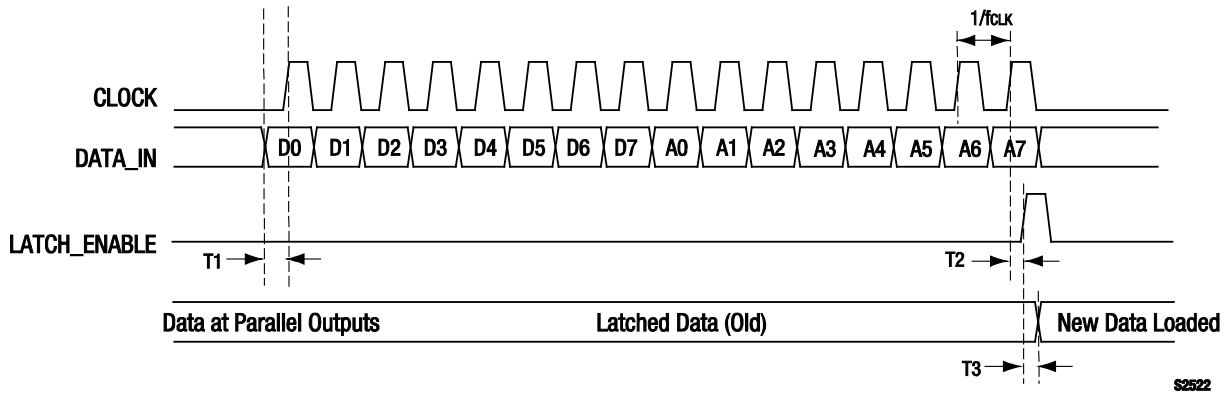 1/fCLK
CLOCK
DATA_IN D0 D1 D2 D3 D4 D5 D6 D7 A0 A1 A2 A3 A4 A5 A6 A7
LATCH_ENABLE
T1 T2
Data at Parallel Outputs Latched Data (Old) New Data Loaded
T3
S2522